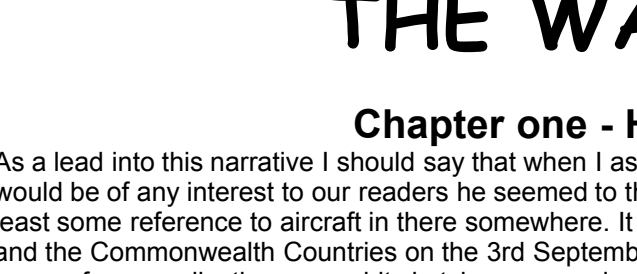 THE WA
Chapter one - H
As a lead into this narrative I should say that when I as
would be of any interest to our readers he seemed to th
least some reference to aircraft in there somewhere. It
and the Commonwealth Countries on the 3rd Septemb